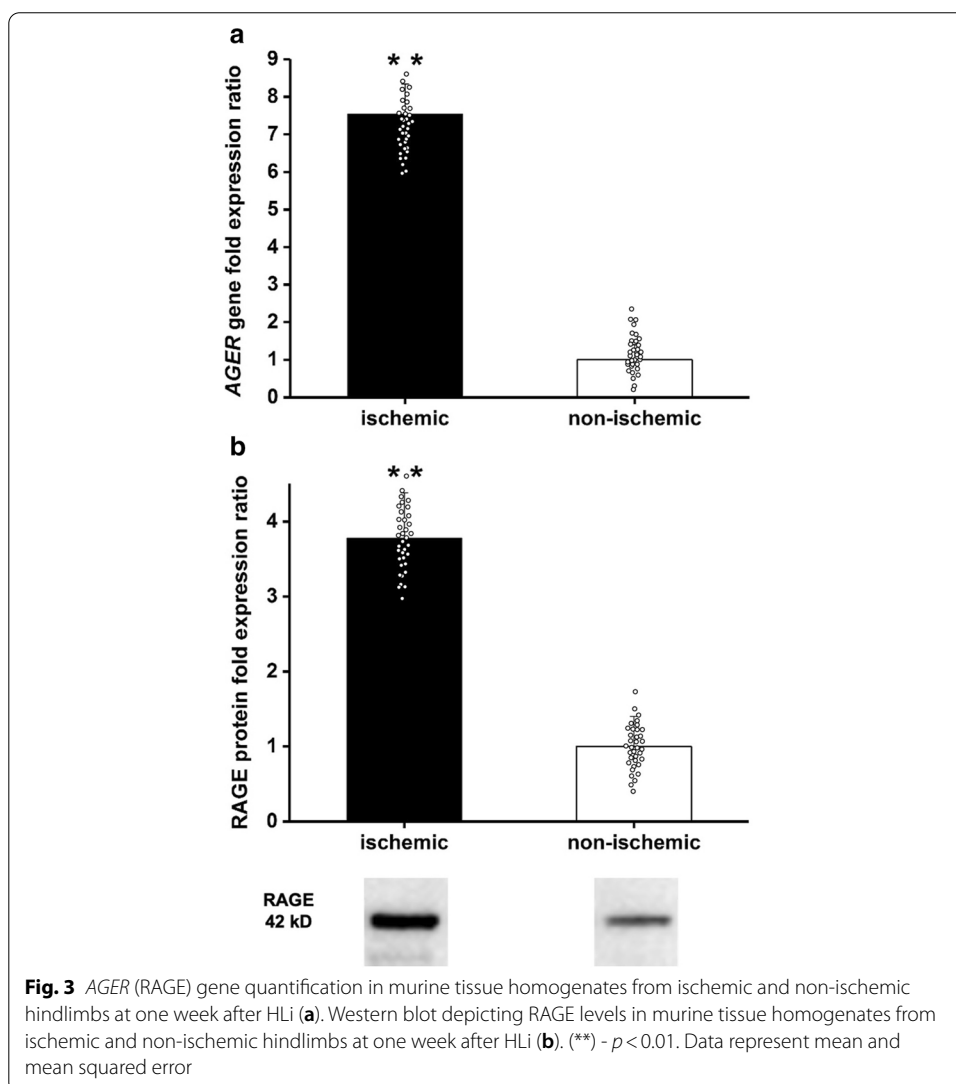 a
* *
9
8
7
6
5
4
3
2
1
0
AGER gene fold expression ratio
ischemic non-ischemic
b
* *
4
3
2
1
0
RAGE protein fold expression ratio
ischemic non-ischemic
RAGE
42 kD
Fig. 3 AGER (RAGE) gene quantification in murine tissue homogenates from ischemic and non-ischemic
hindlimbs at one week after HLi (a). Western blot depicting RAGE levels in murine tissue homogenates from
ischemic and non-ischemic hindlimbs at one week after HLi (b). (**) - p < 0.01. Data represent mean and
mean squared error